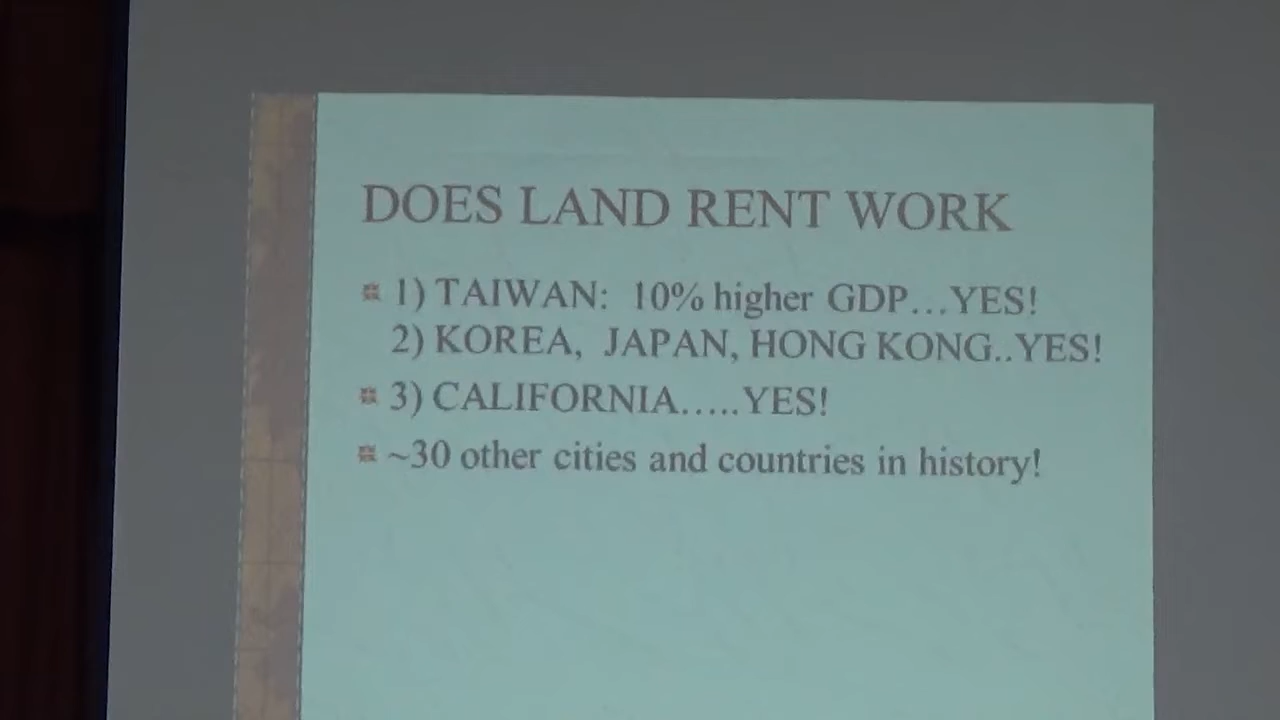 DOES LAND RENT WORK
1) TAIWAN: 10% higher GDP...YES!
2) KOREA, JAPAN, HONG KONG..YES!
3) CALIFORNIA.....YES!
~30 other cities and countries in history!